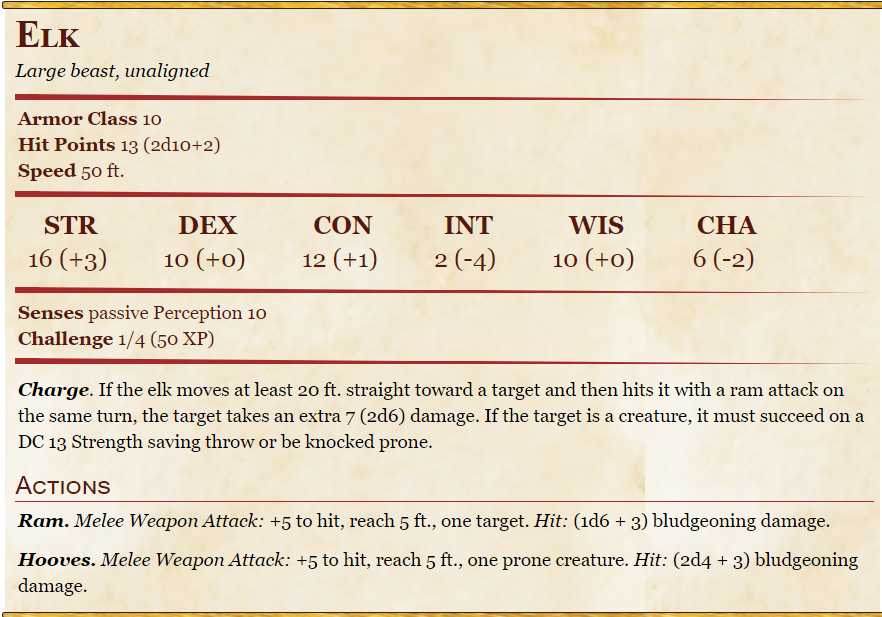 Elk
Large beast, unaligned
Armor Class 10
Hit Points 13 (2d10+2)
Speed 50 ft.
STR DEX CON INT WIS CHA
16 (+3) 10 (+0) 12 (+1) 2 (-4) 10 (+0) 6 (-2)
Senses passive Perception 10
Challenge 1/4 (50 XP)
Charge. If the elk moves at least 20 ft. straight toward a target and then hits it with a ram attack on
the same turn, the target takes an extra 7 (2d6) damage. If the target is a creature, it must succeed on a
DC 13 Strength saving throw or be knocked prone.
Actions
Ram. Melee Weapon Attack: +5 to hit, reach 5 ft., one target. Hit: (1d6 + 3) bludgeoning damage.
Hooves. Melee Weapon Attack: +5 to hit, reach 5 ft., one prone creature. Hit: (2d4 + 3) bludgeoning
damage.